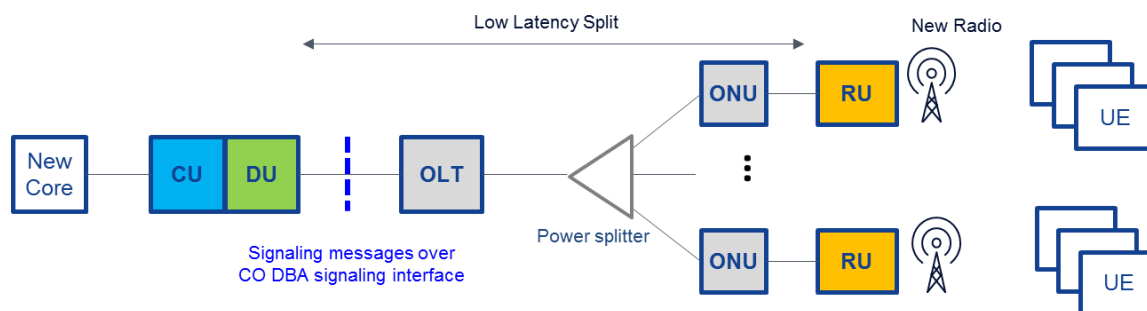 Low Latency Split
New Radio
ONU
RU
UE
New
Core
CU
DU
OLT
Power splitter
Signaling messages over
CO DBA signaling interface
ONU
RU
UE